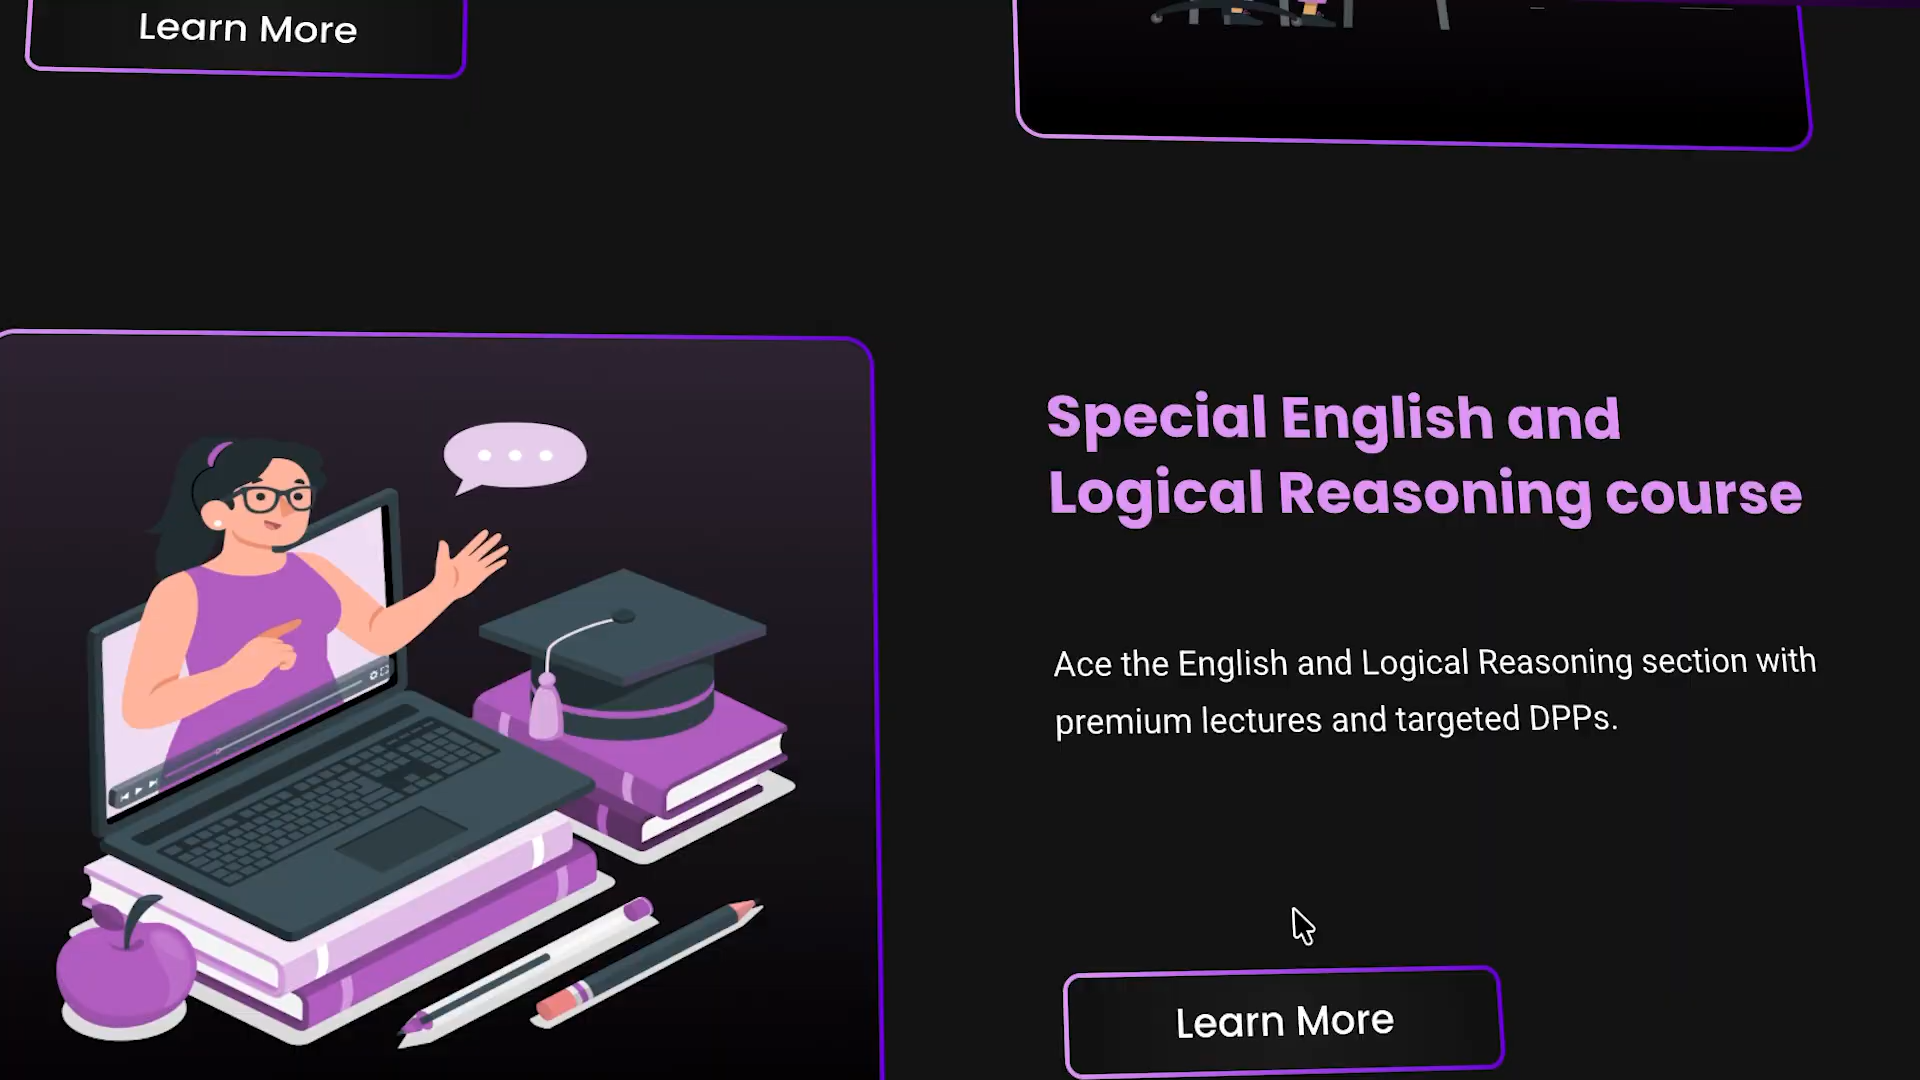 Learn More
Special English and
Logical Reasoning course
Ace the English and Logical Reasoning section with
premium lectures and targeted DPPs.
Learn More